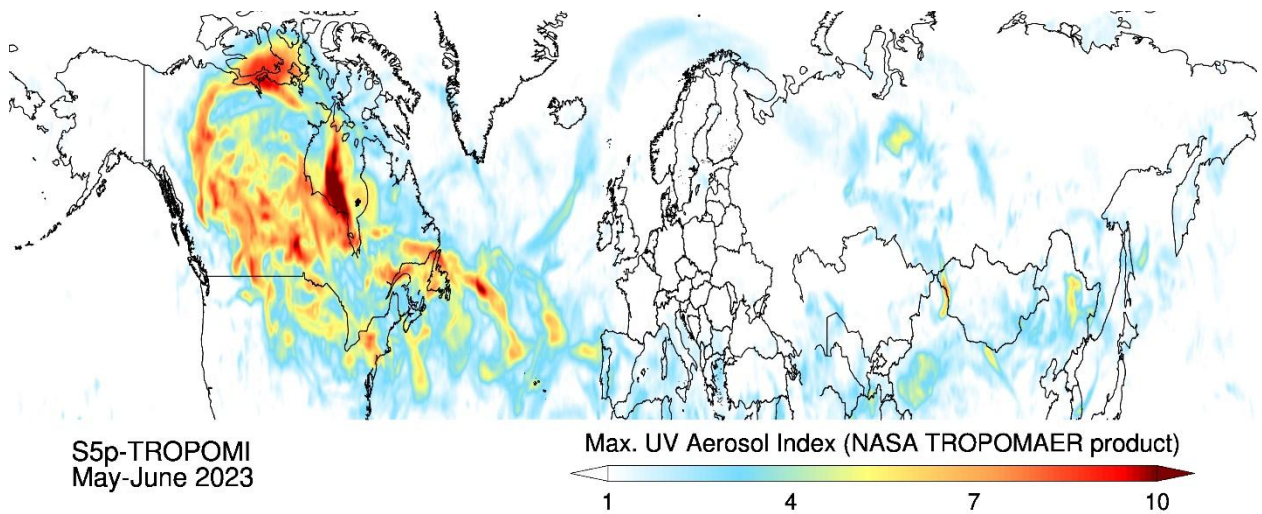 S5p-TROPOMI
May-June 2023
Max. UV Aerosol Index (NASA TROPOMAER product)
1 4 7 10